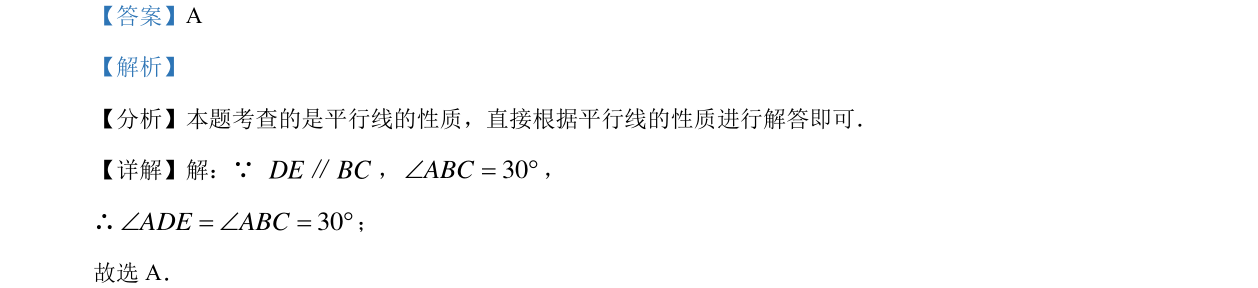 【答案】A
【解析】
【分析】本题考查的是平行线的性质，直接根据平行线的性质进行解答即可．
【详解】解：∵ DE∥BC，∠ABC=30°，
∴∠ADE=∠ABC=30°；
故选 A．